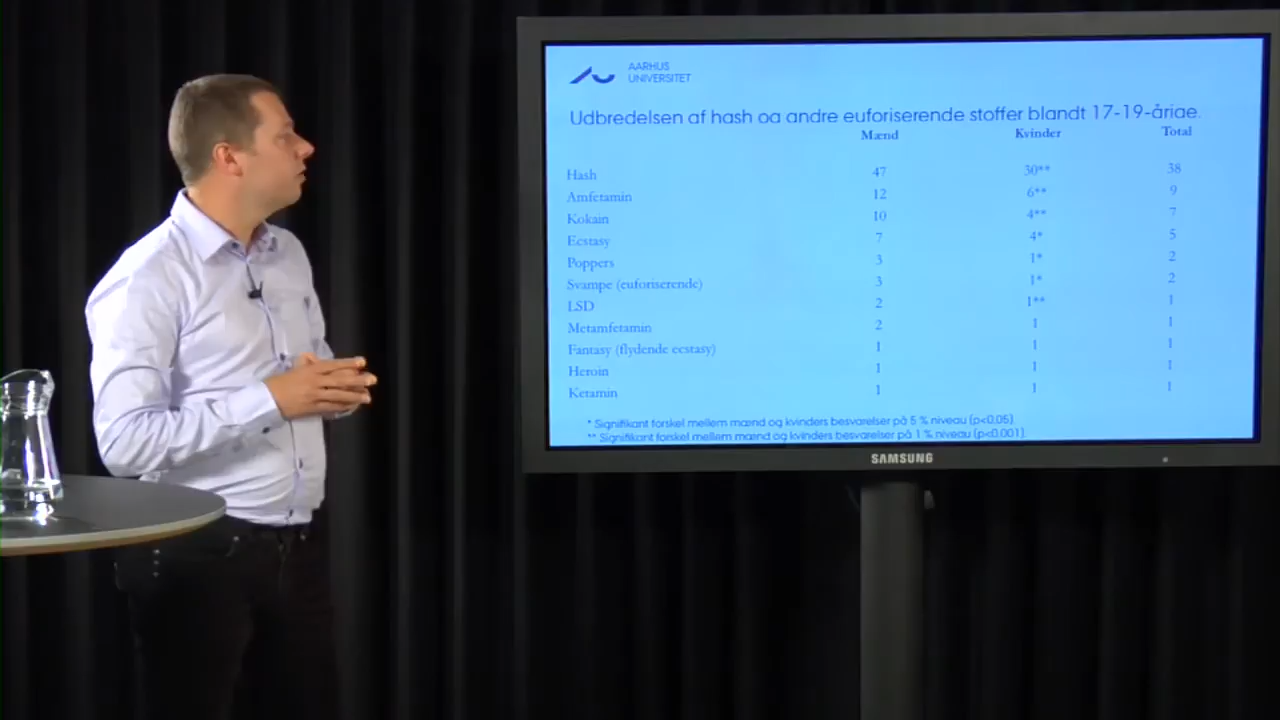 AARHUS
UNIVERSITET
Udbredelsen af hash og andre euforiserende stoffer blandt 17-19-årige.
Mænd Kvinder Total
Hash 47 30** 38
Amfetamin 12 6** 9
Kokain 10 4** 7
Ecstasy 7 4* 5
Poppers 3 1* 2
Svampe (euforiserende) 3 1* 2
LSD 2 1** 1
Metamfetamin 2 1 1
Fantasy (flydende ecstasy) 1 1 1
Heroin 1 1 1
Ketamin 1 1 1
* Signifikant forskel mellem mænd og kvinders besvarelser på 5 % niveau (p<0.05).
** Signifikant forskel mellem mænd og kvinders besvarelser på 1 % niveau (p<0.001).
SAMSUNG